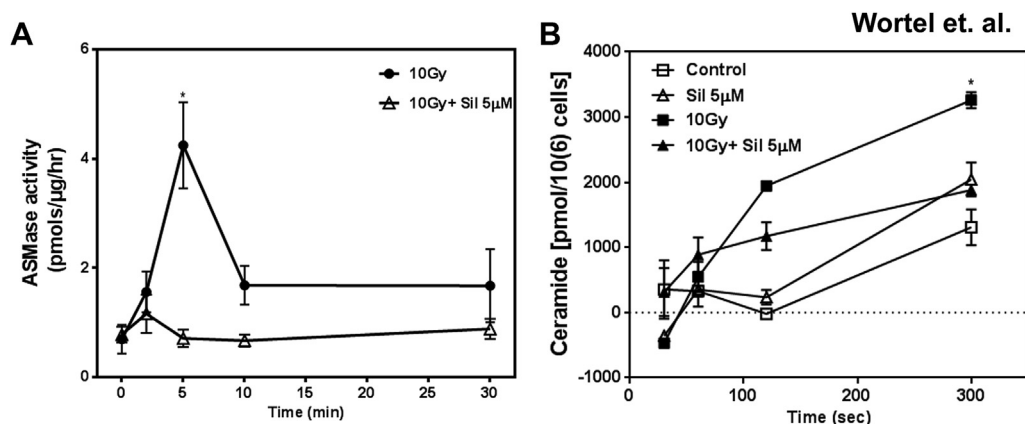 Wortel et. al.
A
ASMase activity
(pmols/µg/hr)
6
4
2
0
10Gy
10Gy+ Sil 5µM
*
0
5
10
15
20
25
30
Time (min)
B
Ceramide [pmol/10(6) cells]
4000
3000
2000
1000
0
-1000
Control
Sil 5µM
10Gy
10Gy+ Sil 5µM
*
0
100
200
300
Time (sec)